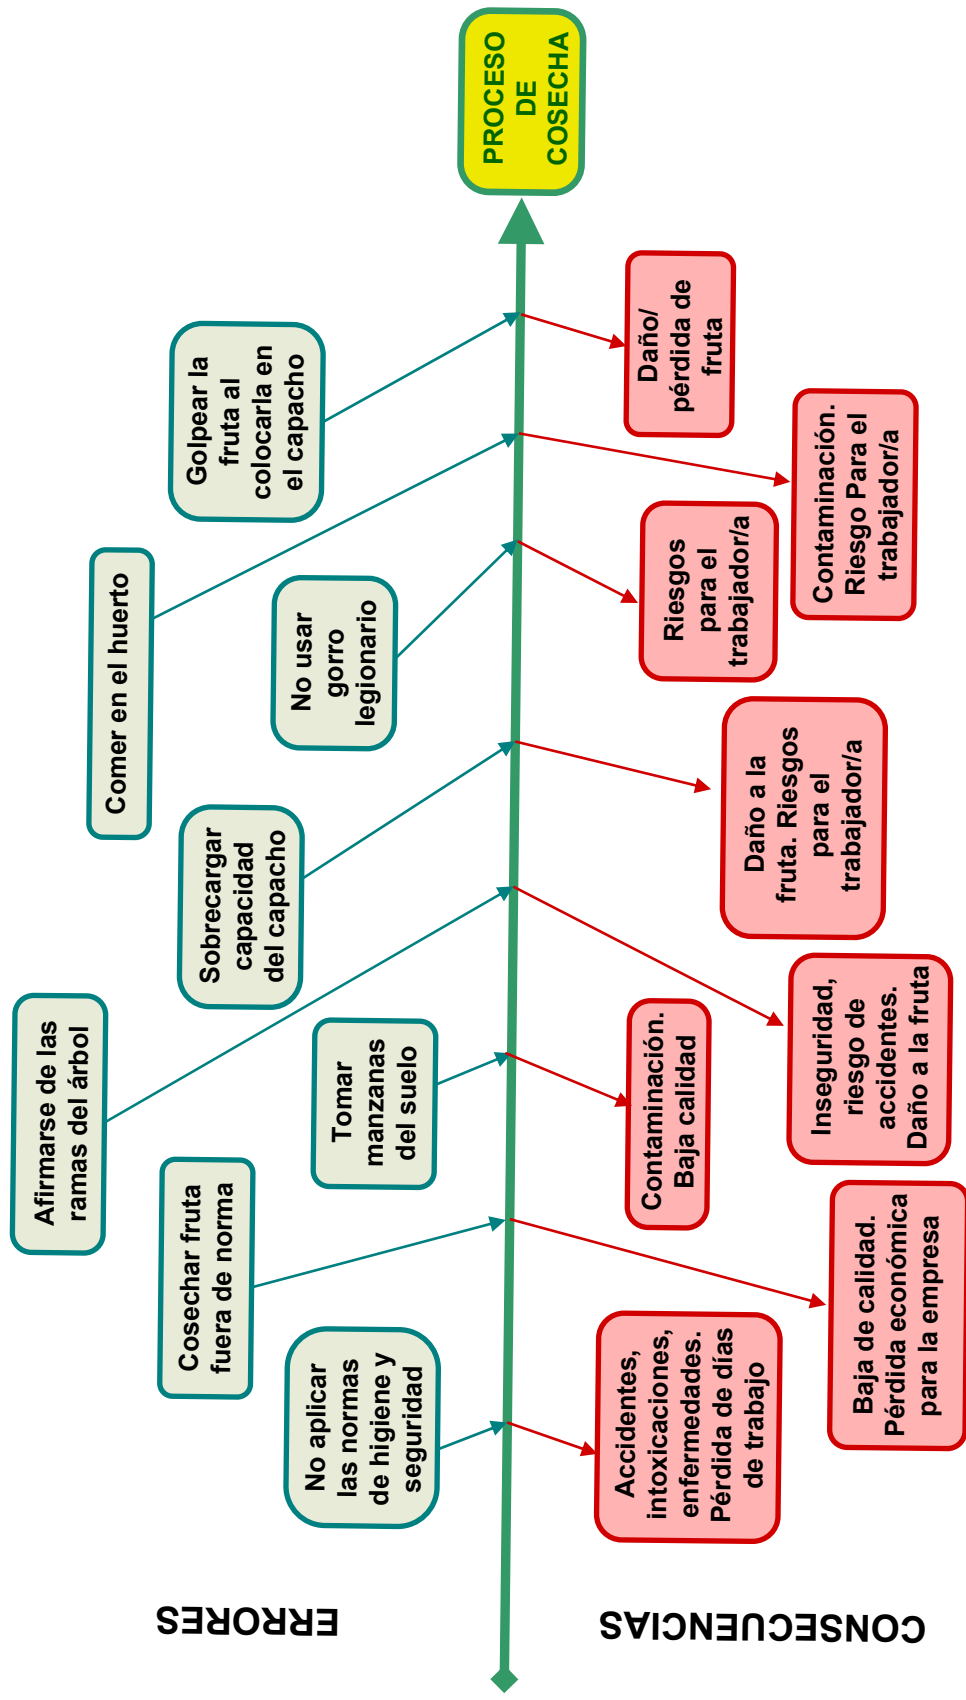 ERRORES
No aplicar
las normas
de higiene y
seguridad
Cosechar fruta
fuera de norma
Tomar
manzanas
del suelo
Afirmarse de las
ramas del árbol
Sobrecargar
capacidad
del capacho
No usar
gorro
legionario
Comer en el huerto
Golpear la
fruta al
colocarla en
el capacho
PROCESO
DE
COSECHA
CONSECUENCIAS
Accidentes,
intoxicaciones,
enfermedades.
Pérdida de días
de trabajo
Baja de calidad.
Pérdida económica
para la empresa
Contaminación.
Baja calidad
Inseguridad,
riesgo de
accidentes.
Daño a la fruta
Daño a la
fruta. Riesgos
para el
trabajador/a
Riesgos
para el
trabajador/a
Contaminación.
Riesgo Para el
trabajador/a
Daño/
pérdida de
fruta